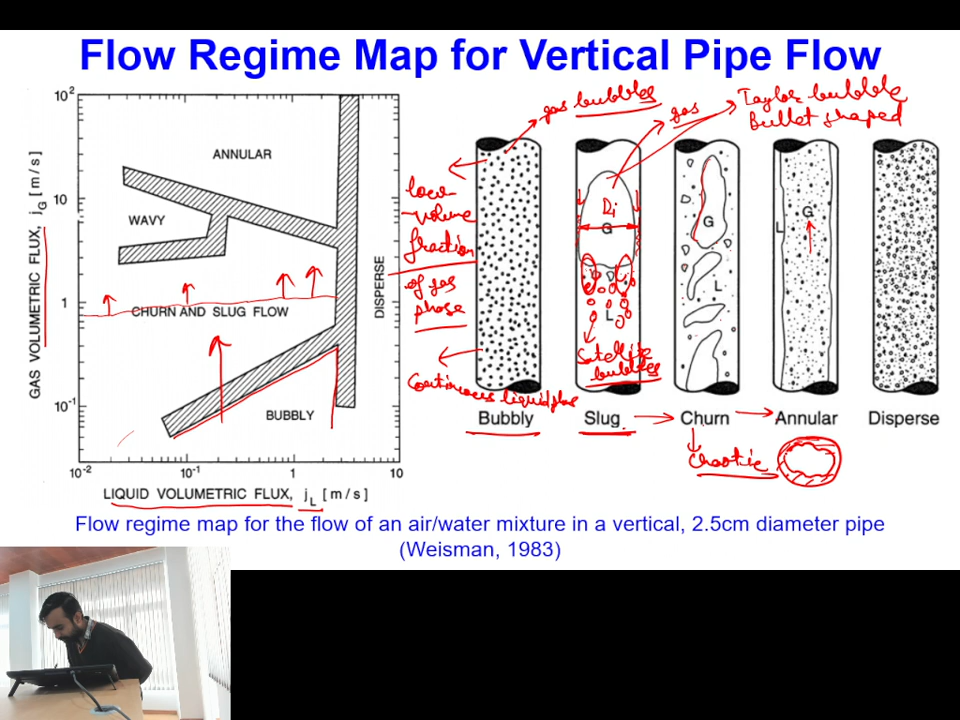 Flow Regime Map for Vertical Pipe Flow
GAS VOLUMETRIC FLUX, jG [m/s]
10²
10
1
10⁻¹
10⁻²
10⁻¹
1
10
LIQUID VOLUMETRIC FLUX, jL [m/s]
ANNULAR
WAVY
CHURN AND SLUG FLOW
BUBBLY
DISPERSE
gas bubbles
gas
Taylor bubble
Bullet shaped
low
volume
fraction
of gas
phase
Continuous liquid
Di
G
L
Satellite
bubbles
G
L
G
L
Bubbly
Slug
Churn
Annular
Disperse
Chaotic
Flow regime map for the flow of an air/water mixture in a vertical, 2.5cm diameter pipe
(Weisman, 1983)